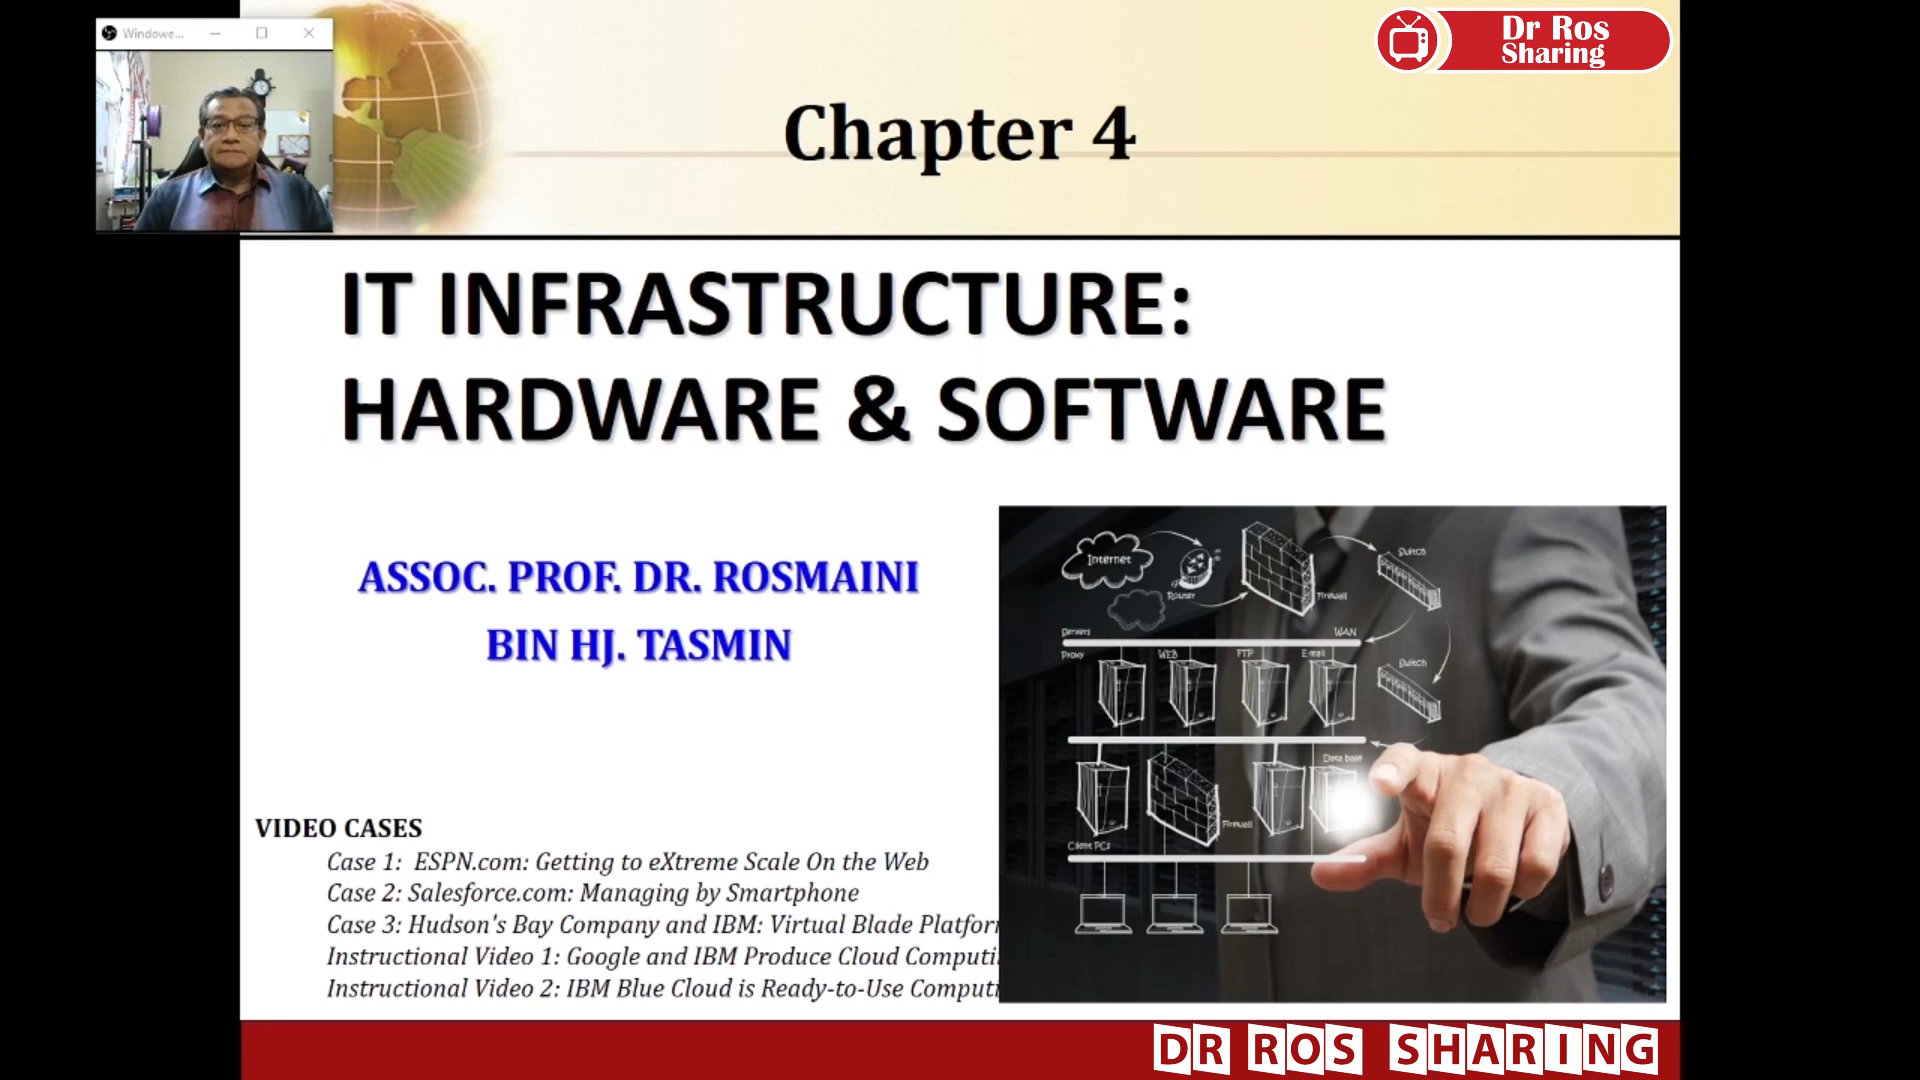 Windowe...
Dr Ros
Sharing
Chapter 4
IT INFRASTRUCTURE:
HARDWARE & SOFTWARE
ASSOC. PROF. DR. ROSMAINI
BIN HJ. TASMIN
VIDEO CASES
Case 1: ESPN.com: Getting to eXtreme Scale On the Web
Case 2: Salesforce.com: Managing by Smartphone
Case 3: Hudson's Bay Company and IBM: Virtual Blade Platfor
Instructional Video 1: Google and IBM Produce Cloud Computi
Instructional Video 2: IBM Blue Cloud is Ready-to-Use Computi
Internet
Router
Firewall
Switch
Servers
WAN
Proxy
WEB
FTP
E-mail
Switch
Data base
Firewall
Client PCs
DR ROS SHARING